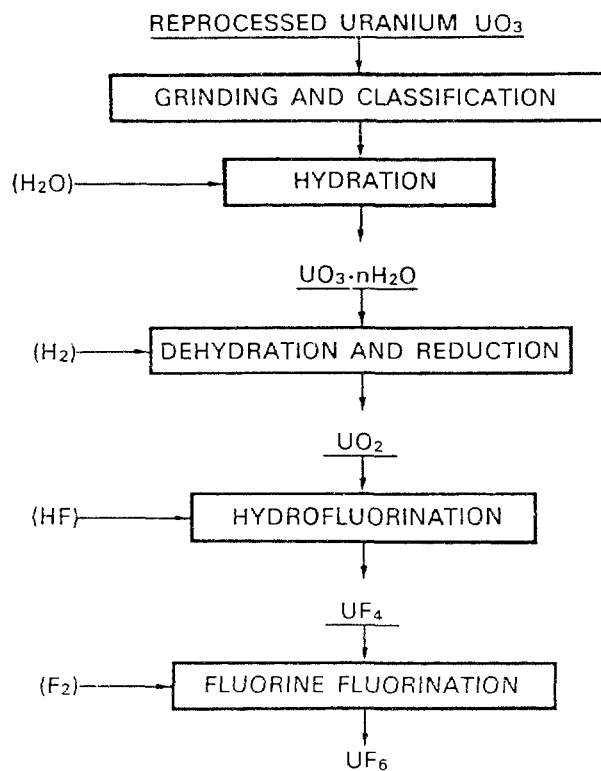 REPROCESSED URANIUM UO₃
GRINDING AND CLASSIFICATION
(H₂O)
HYDRATION
UO₃·nH₂O
(H₂)
DEHYDRATION AND REDUCTION
UO₂
(HF)
HYDROFLUORINATION
UF₄
(F₂)
FLUORINE FLUORINATION
UF₆